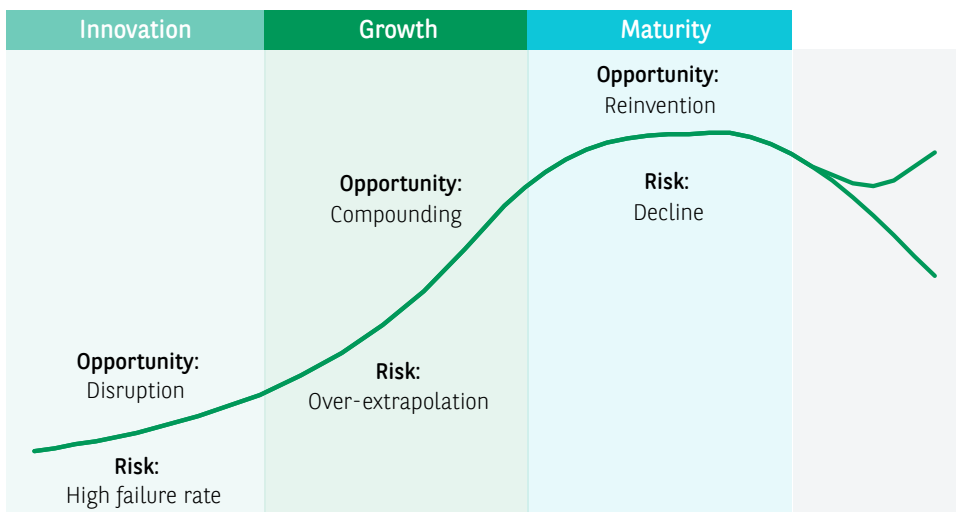 Innovation
Growth
Maturity
Opportunity:
Disruption
Risk:
High failure rate
Opportunity:
Compounding
Risk:
Over-extrapolation
Opportunity:
Reinvention
Risk:
Decline